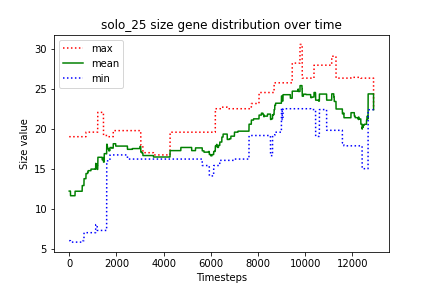 solo_25 size gene distribution over time
max
mean
min
Size value
30
25
20
15
10
5
0
2000
4000
6000
8000
10000
12000
Timesteps